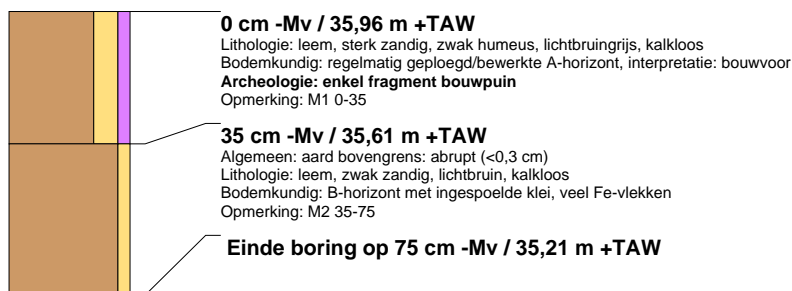 0 cm -Mv / 35,96 m +TAW
Lithologie: leem, sterk zandig, zwak humeus, lichtbruingrijs, kalkloos
Bodemkundig: regelmatig geploegd/bewerkte A-horizont, interpretatie: bouwvoor
Archeologie: enkel fragment bouwpuin
Opmerking: M1 0-35
35 cm -Mv / 35,61 m +TAW
Algemeen: aard bovengrens: abrupt (<0,3 cm)
Lithologie: leem, zwak zandig, lichtbruin, kalkloos
Bodemkundig: B-horizont met ingespoelde klei, veel Fe-vlekken
Opmerking: M2 35-75
Einde boring op 75 cm -Mv / 35,21 m +TAW